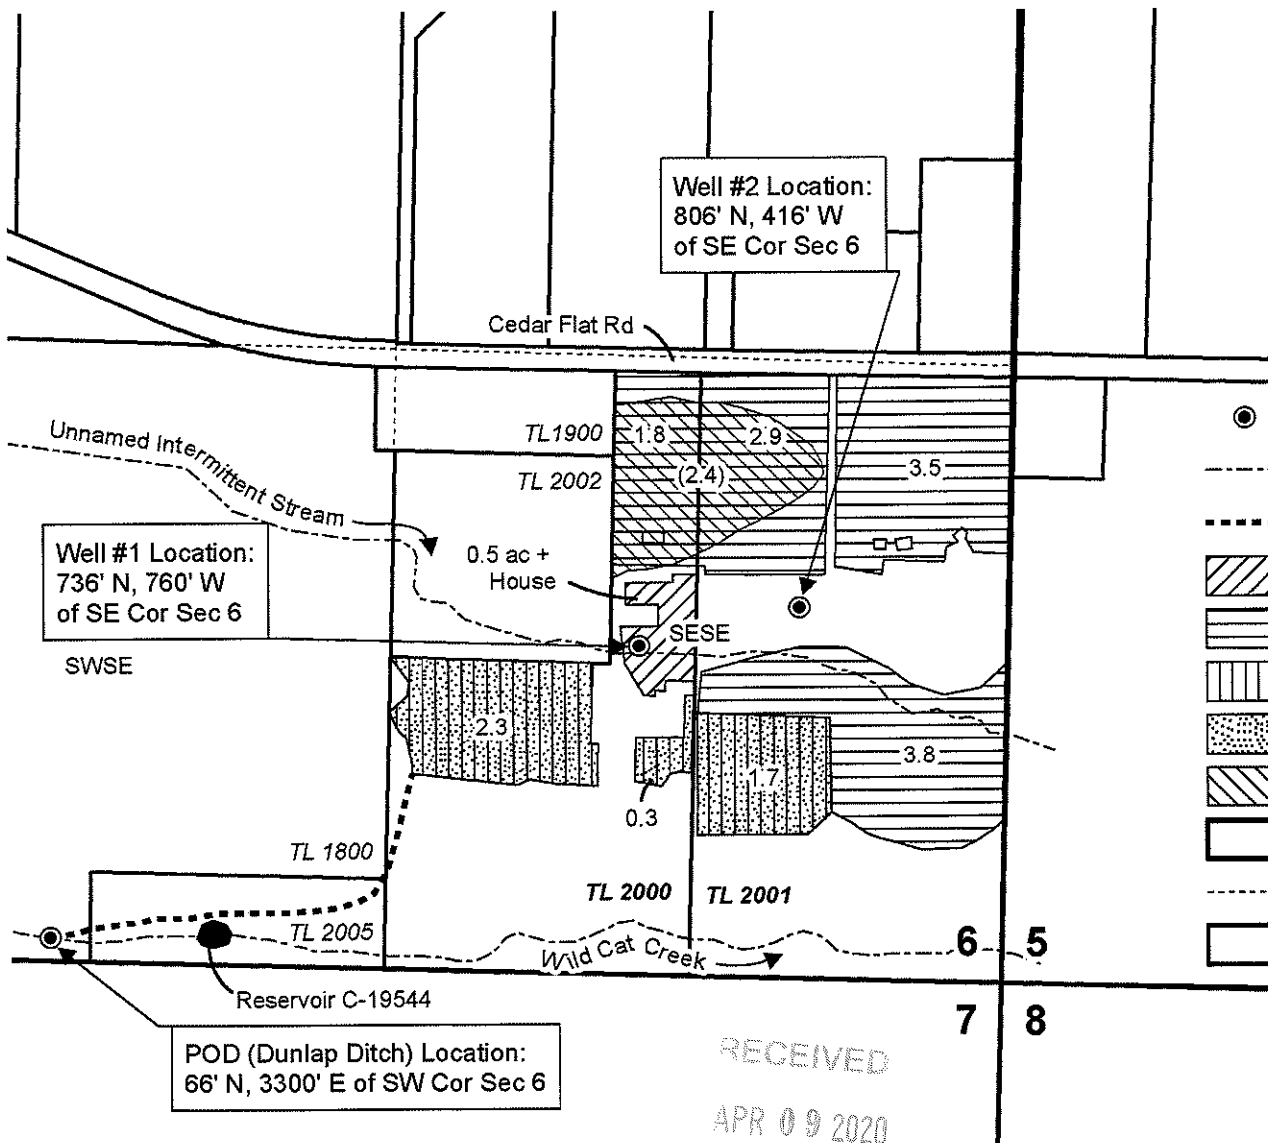 Well #2 Location:
806' N, 416' W
of SE Cor Sec 6
Cedar Flat Rd
Unnamed Intermittent Stream
TL1900
1.8
2.9
TL 2002
(2.4)
3.5
Well #1 Location:
736' N, 760' W
of SE Cor Sec 6
0.5 ac +
House
SESE
SWSE
2.3
3.8
1.7
0.3
TL 1800
TL 2000
TL 2001
TL 2005
Wild Cat Creek
6
5
Reservoir C-19544
7
8
POD (Dunlap Ditch) Location:
66' N, 3300' E of SW Cor Sec 6
RECEIVED
APR 09 2020